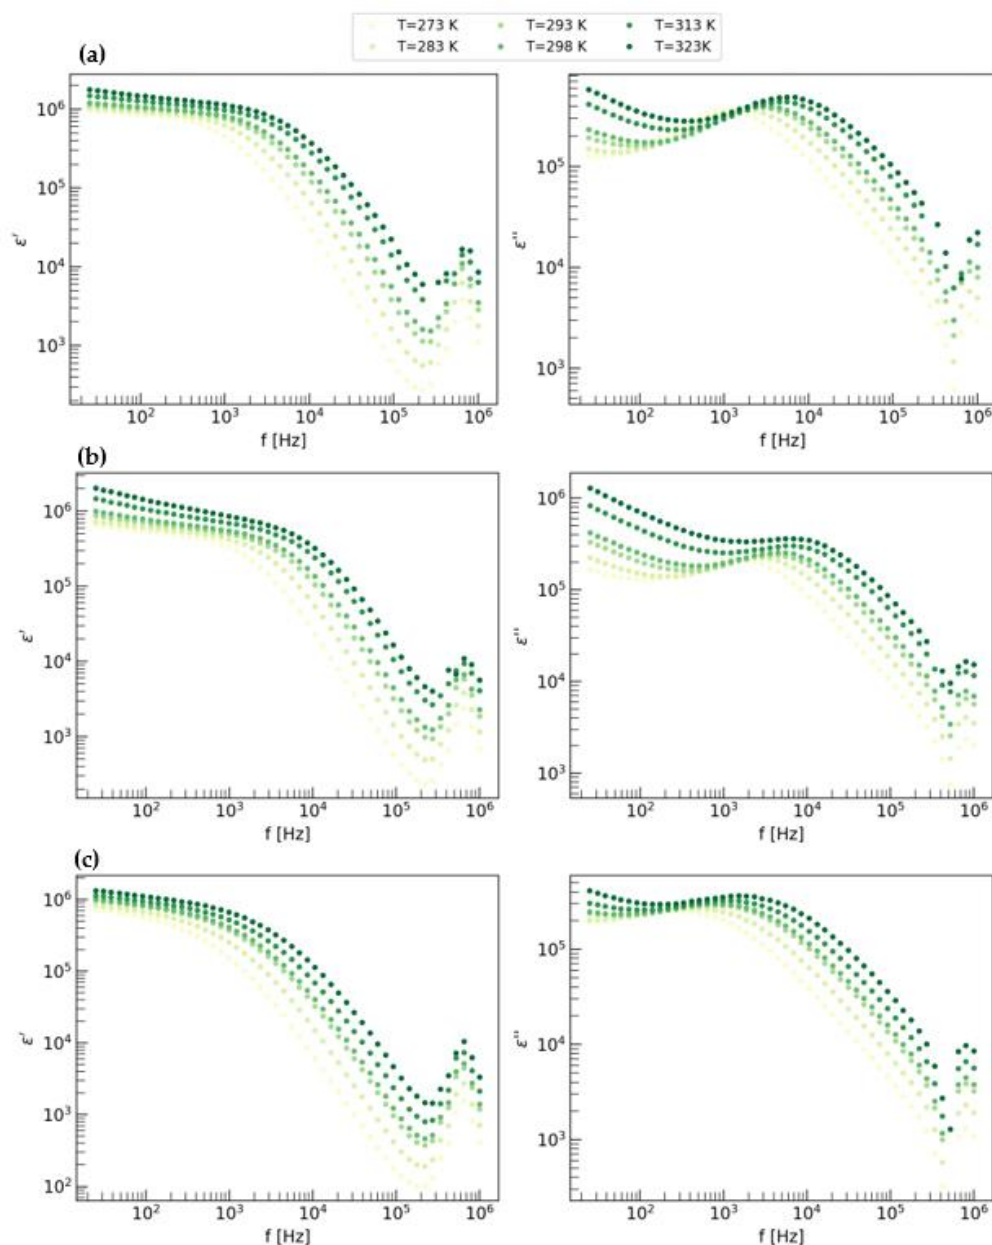 T=273 K T=293 K T=313 K
T=283 K T=298 K T=323K
(a)
10⁶
10⁵
10⁴
10³
ε'
10² 10³ 10⁴ 10⁵ 10⁶
f [Hz]
10⁵
10⁴
10³
ε''
10² 10³ 10⁴ 10⁵ 10⁶
f [Hz]
(b)
10⁶
10⁵
10⁴
10³
ε'
10² 10³ 10⁴ 10⁵ 10⁶
f [Hz]
10⁶
10⁵
10⁴
10³
ε''
10² 10³ 10⁴ 10⁵ 10⁶
f [Hz]
(c)
10⁶
10⁵
10⁴
10³
10²
ε'
10² 10³ 10⁴ 10⁵ 10⁶
f [Hz]
10⁵
10⁴
10³
ε''
10² 10³ 10⁴ 10⁵ 10⁶
f [Hz]